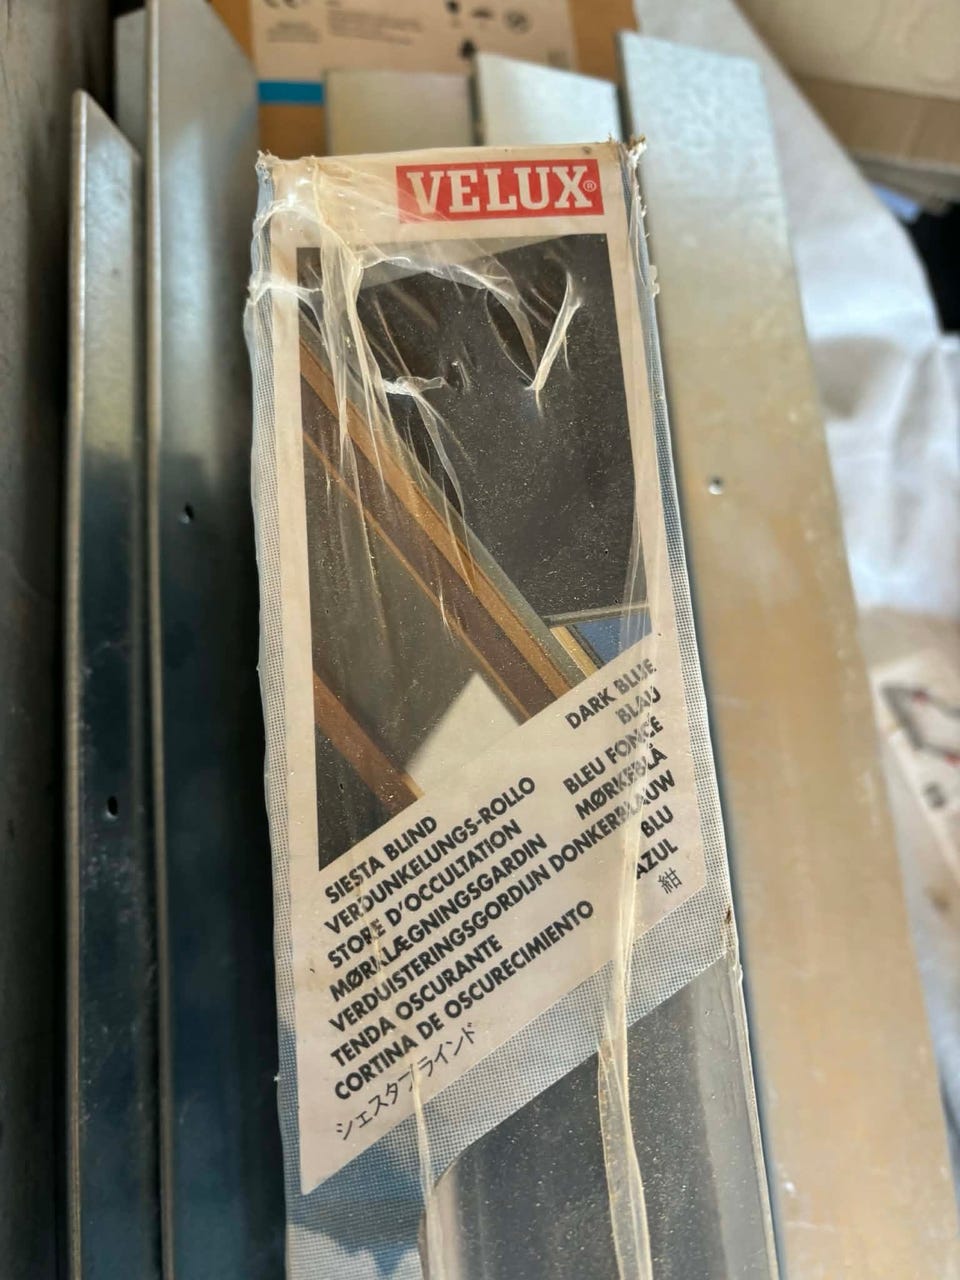 VELUX®
DARK BLUE
BLAU
BLEU FONCÉ
MØRKEBLÅ
DONKERBLAUW
BLU
AZUL
紺
SIESTA BLIND
VERDUNKELUNGS-ROLLO
STORE D'OCCULTATION
MØRKLÆGNINGSGARDIN
VERDUISTERINGSGORDIJN
TENDA OSCURANTE
CORTINA DE OSCURECIMIENTO
シエスターブラインド